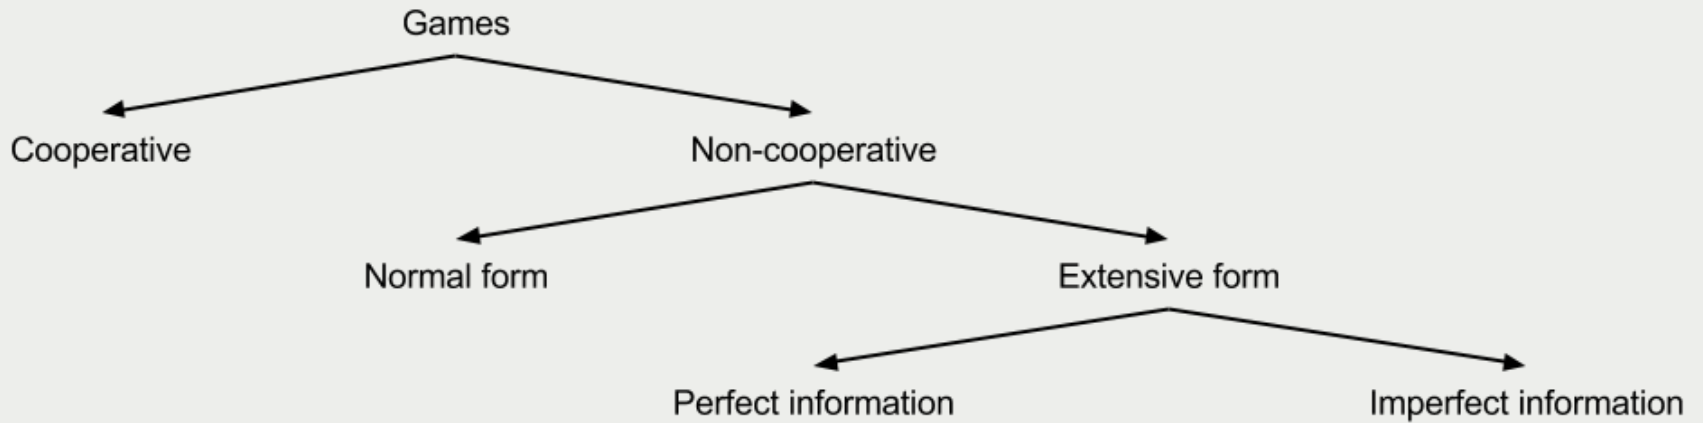 Games
Cooperative
Non-cooperative
Normal form
Extensive form
Perfect information
Imperfect information